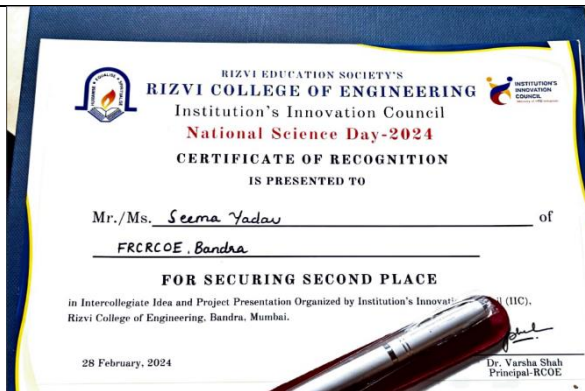 RIZVI EDUCATION SOCIETY'S
RIZVI COLLEGE OF ENGINEERING
INSTITUTION'S
INNOVATION
COUNCIL
Institution's Innovation Council
National Science Day-2024
CERTIFICATE OF RECOGNITION
IS PRESENTED TO
Mr./Ms. Seema Yadav of
FRCRCOE, Bandra
FOR SECURING SECOND PLACE
in Intercollegiate Idea and Project Presentation Organized by Institution's (IIC),
Rizvi College of Engineering, Bandra, Mumbai.
28 February, 2024
Dr. Varsha Shah
Principal-RCOE